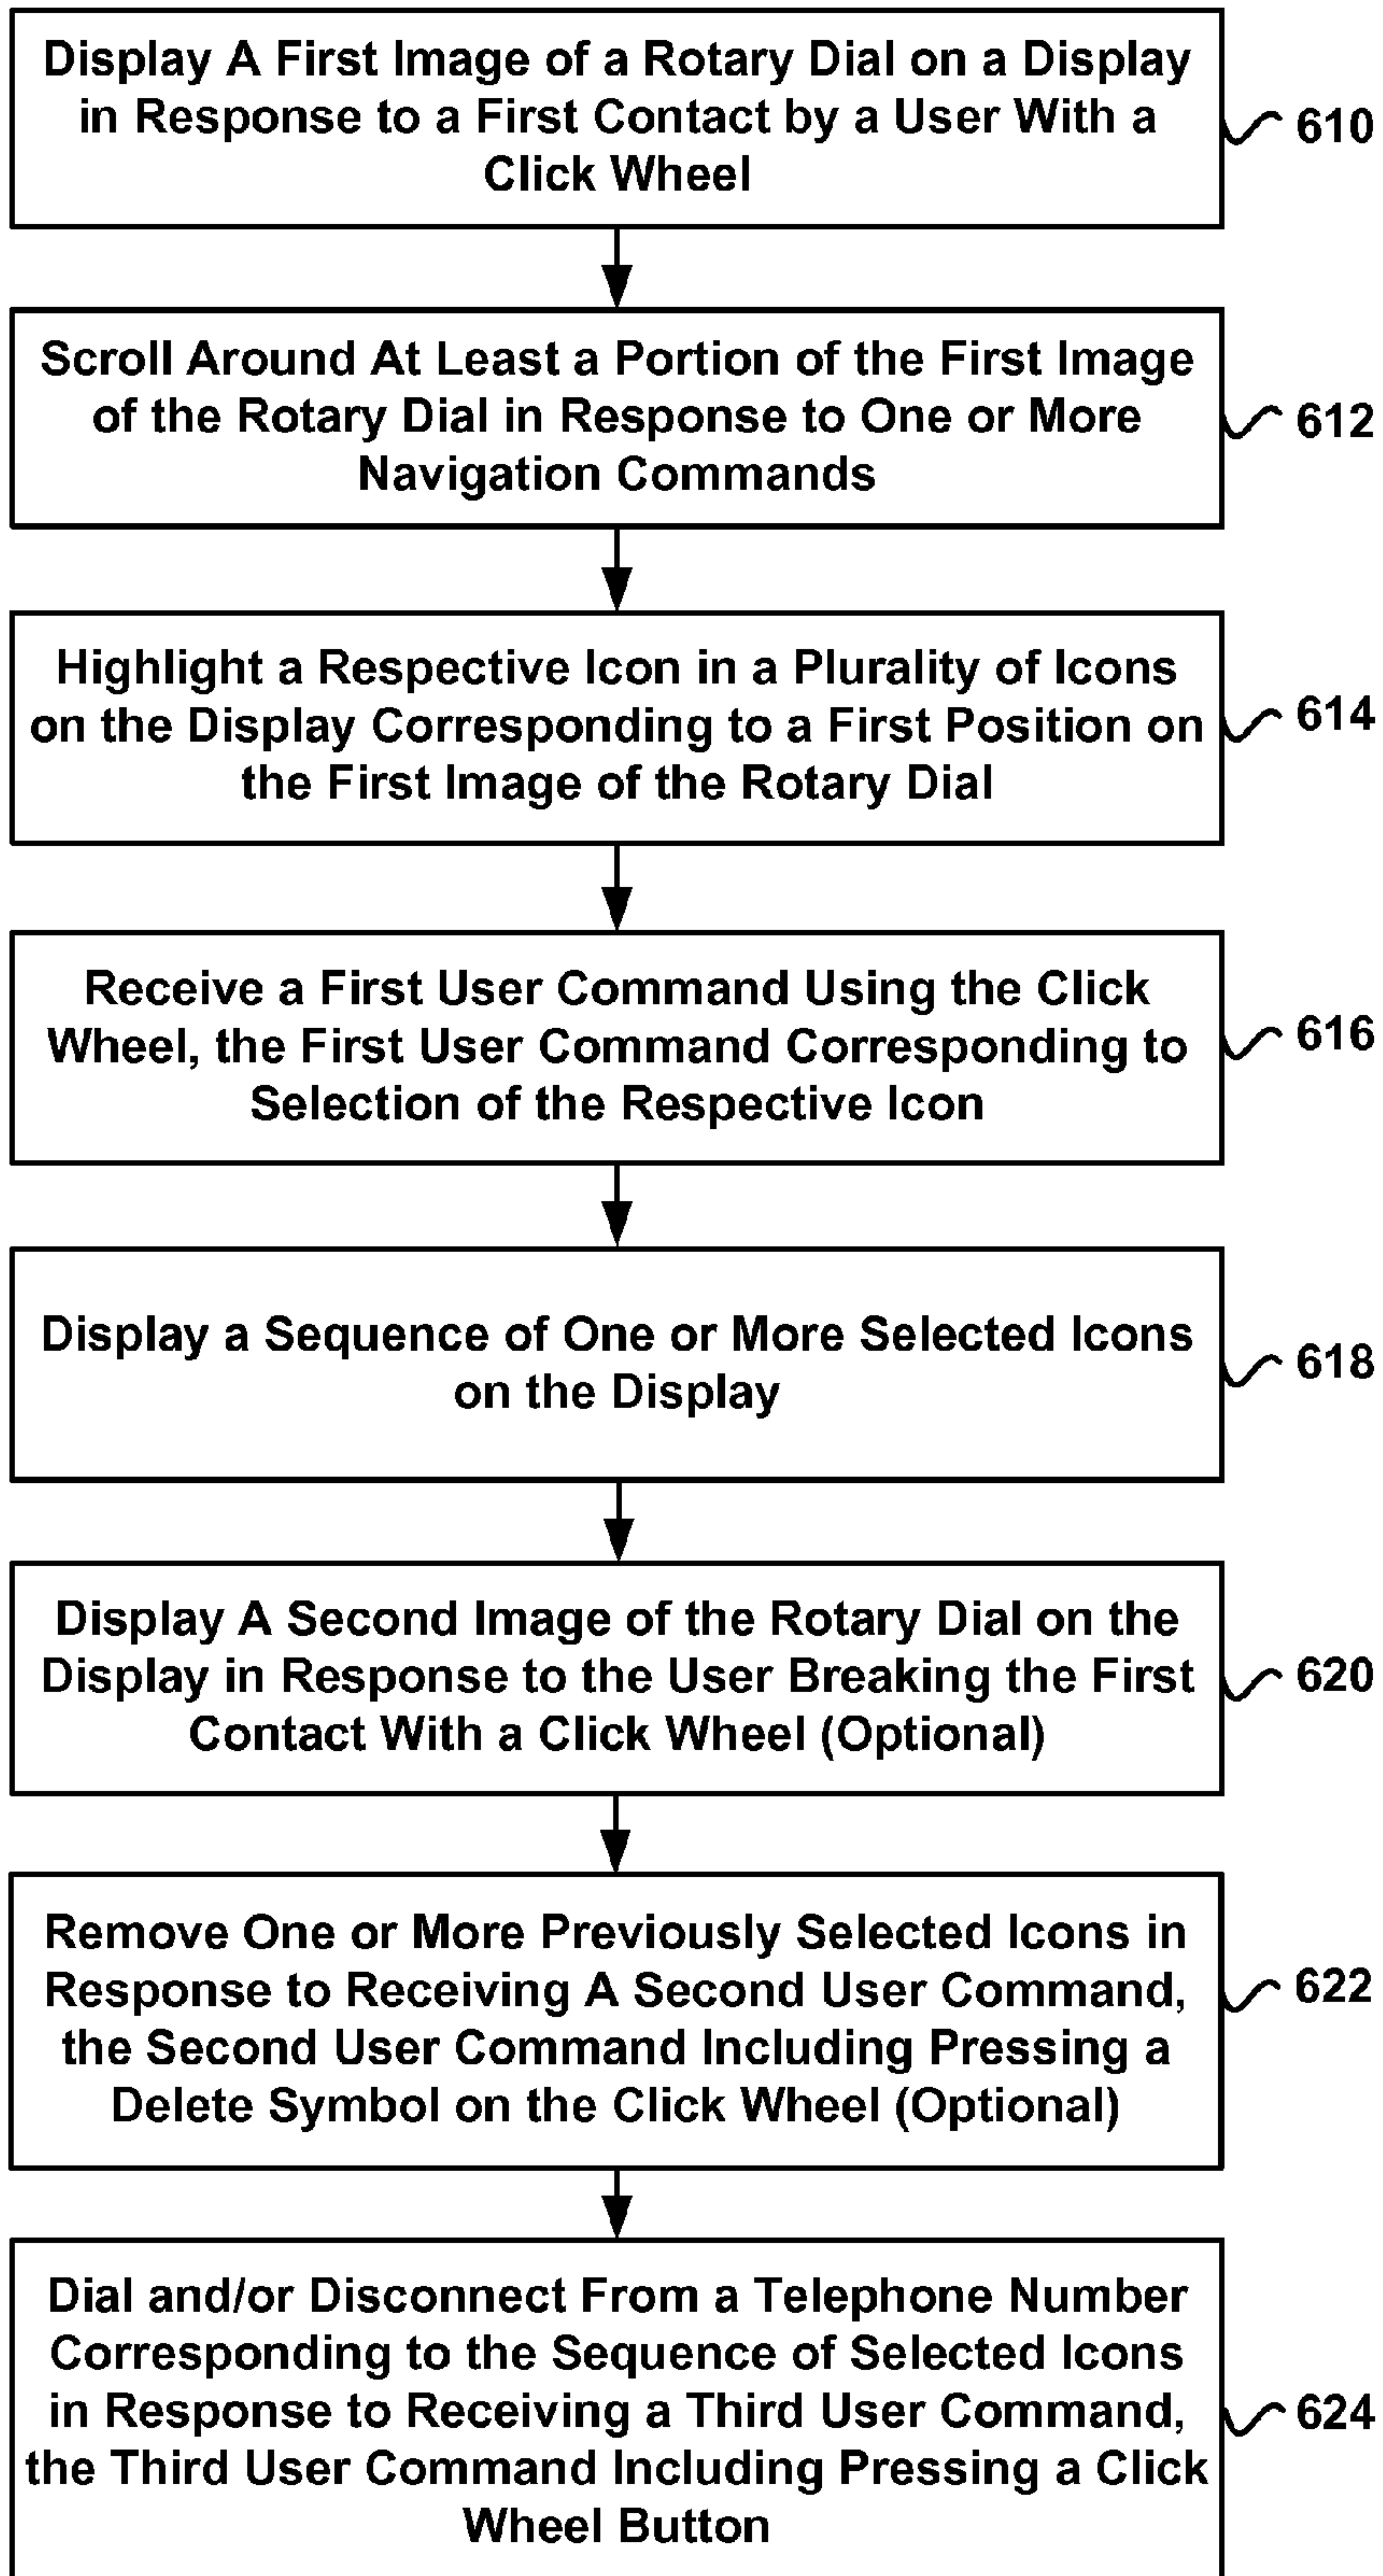 Display A First Image of a Rotary Dial on a Display
in Response to a First Contact by a User With a
Click Wheel
610
Scroll Around At Least a Portion of the First Image
of the Rotary Dial in Response to One or More
Navigation Commands
612
Highlight a Respective Icon in a Plurality of Icons
on the Display Corresponding to a First Position on
the First Image of the Rotary Dial
614
Receive a First User Command Using the Click
Wheel, the First User Command Corresponding to
Selection of the Respective Icon
616
Display a Sequence of One or More Selected Icons
on the Display
618
Display A Second Image of the Rotary Dial on the
Display in Response to the User Breaking the First
Contact With a Click Wheel (Optional)
620
Remove One or More Previously Selected Icons in
Response to Receiving A Second User Command,
the Second User Command Including Pressing a
Delete Symbol on the Click Wheel (Optional)
622
Dial and/or Disconnect From a Telephone Number
Corresponding to the Sequence of Selected Icons
in Response to Receiving a Third User Command,
the Third User Command Including Pressing a Click
Wheel Button
624